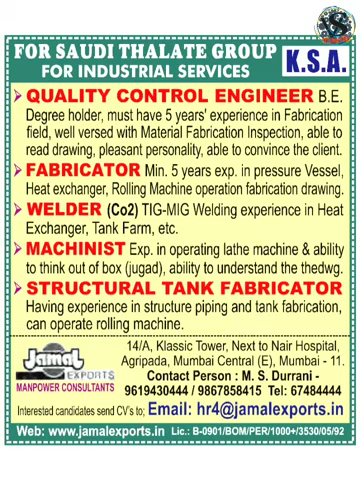 FOR SAUDI THALATE GROUP
FOR INDUSTRIAL SERVICES
K.S.A.
QUALITY CONTROL ENGINEER B.E.
Degree holder, must have 5 years' experience in Fabrication
field, well versed with Material Fabrication Inspection, able to
read drawing, pleasant personality, able to convince the client.
FABRICATOR Min. 5 years exp. in pressure Vessel,
Heat exchanger, Rolling Machine operation fabrication drawing.
WELDER (Co2) TIG-MIG Welding experience in Heat
Exchanger, Tank Farm, etc.
MACHINIST Exp. in operating lathe machine & ability
to think out of box (jugad), ability to understand the thedwg.
STRUCTURAL TANK FABRICATOR
Having experience in structure piping and tank fabrication,
can operate rolling machine.
Jamal
EXPORTS
MANPOWER CONSULTANTS
14/A, Klassic Tower, Next to Nair Hospital,
Agripada, Mumbai Central (E), Mumbai - 11.
Contact Person : M. S. Durrani -
9619430444 / 9867858415 Tel: 67484444
Interested candidates send CV's to; Email: hr4@jamalexports.in
Web: www.jamalexports.in Lic.: B-0901/BOM/PER/1000+/3530/05/92